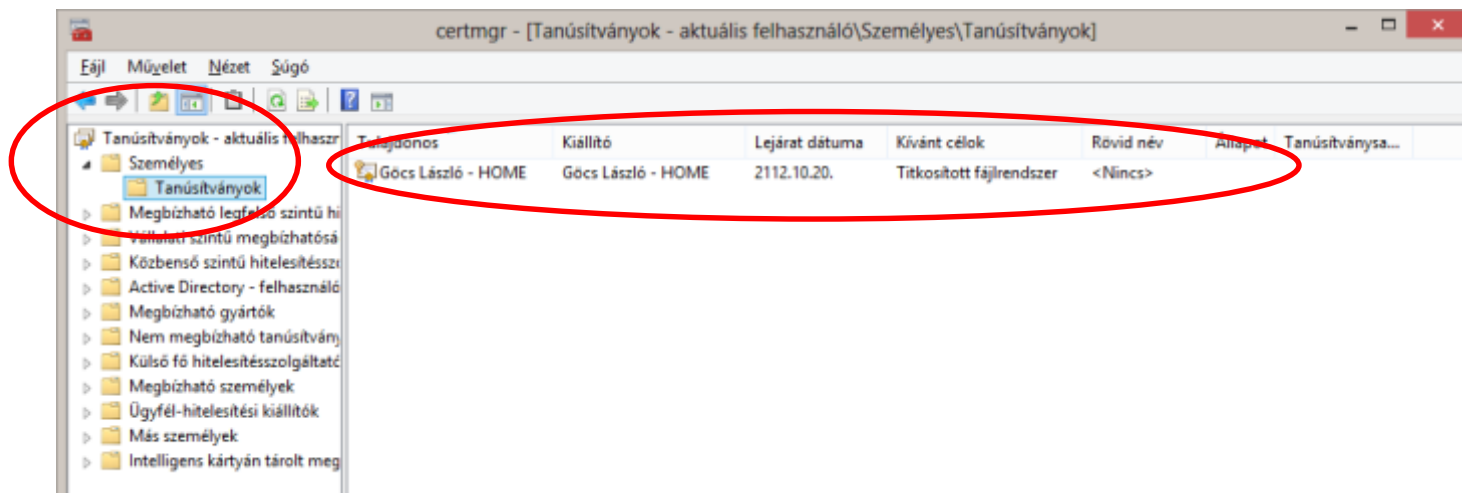 certmgr - [Tanúsítványok - aktuális felhasználó\Személyes\Tanúsítványok]
Fájl Művelet Nézet Súgó
Tanúsítványok - aktuális felhaszr
Személyes
Tanúsítványok
Megbízható legfelső szintű hi
Vállalati szintű megbízhatósá
Közbenső szintű hitelesítésszo
Active Directory - felhasználó
Megbízható gyártók
Nem megbízható tanúsítvány
Külső fő hitelesítésszolgáltató
Megbízható személyek
Ügyfél-hitelesítési kiállítók
Más személyek
Intelligens kártyán tárolt meg
Tulajdonos Kiállító Lejárat dátuma Kívánt célok Rövid név Állapot Tanúsítványsa...
Göcs László - HOME Göcs László - HOME 2112.10.20. Titkosított fájlrendszer <Nincs>